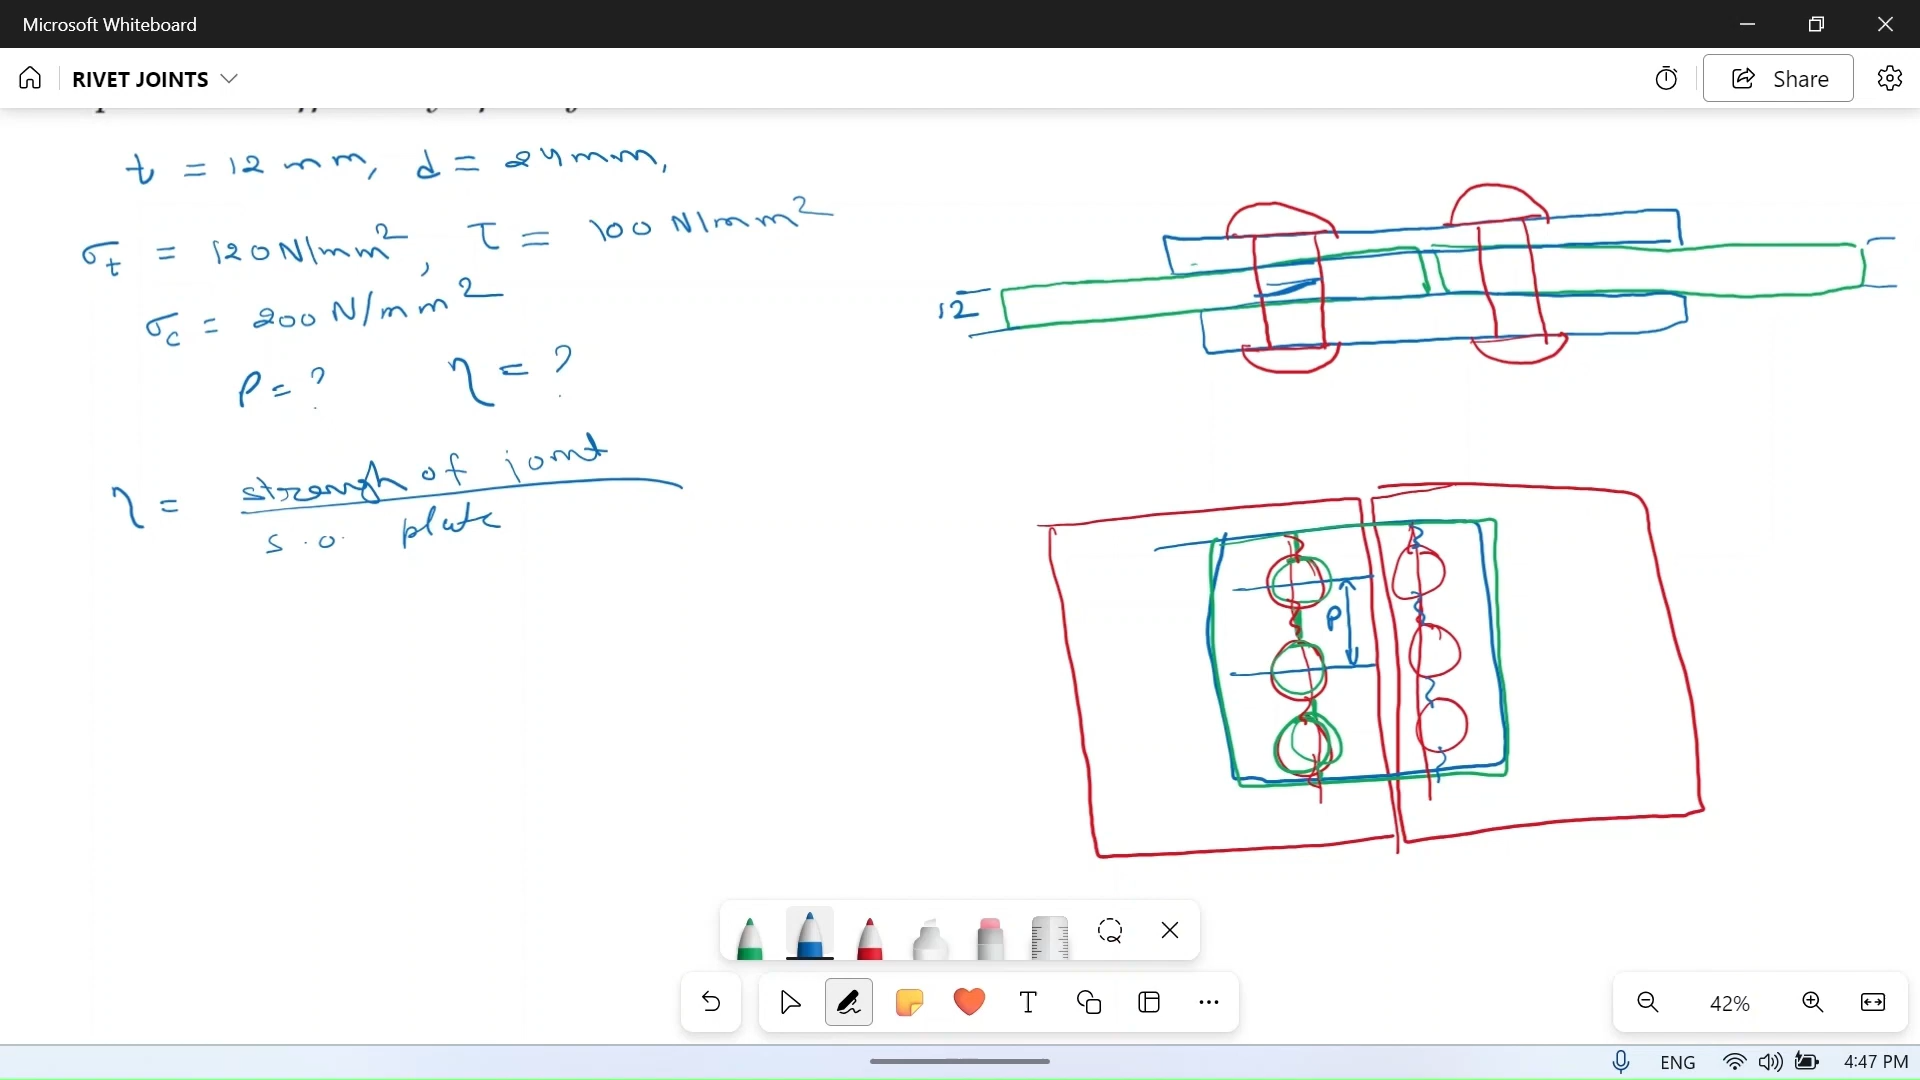 Microsoft Whiteboard
RIVET JOINTS
Share
t = 12 mm, d = 24 mm,
σt = 120 N/mm², τ = 100 N/mm²
σc = 200 N/mm²
P = ? η = ?
η = strength of joint
s.o. plate
12
P
T
42%
ENG
4:47 PM